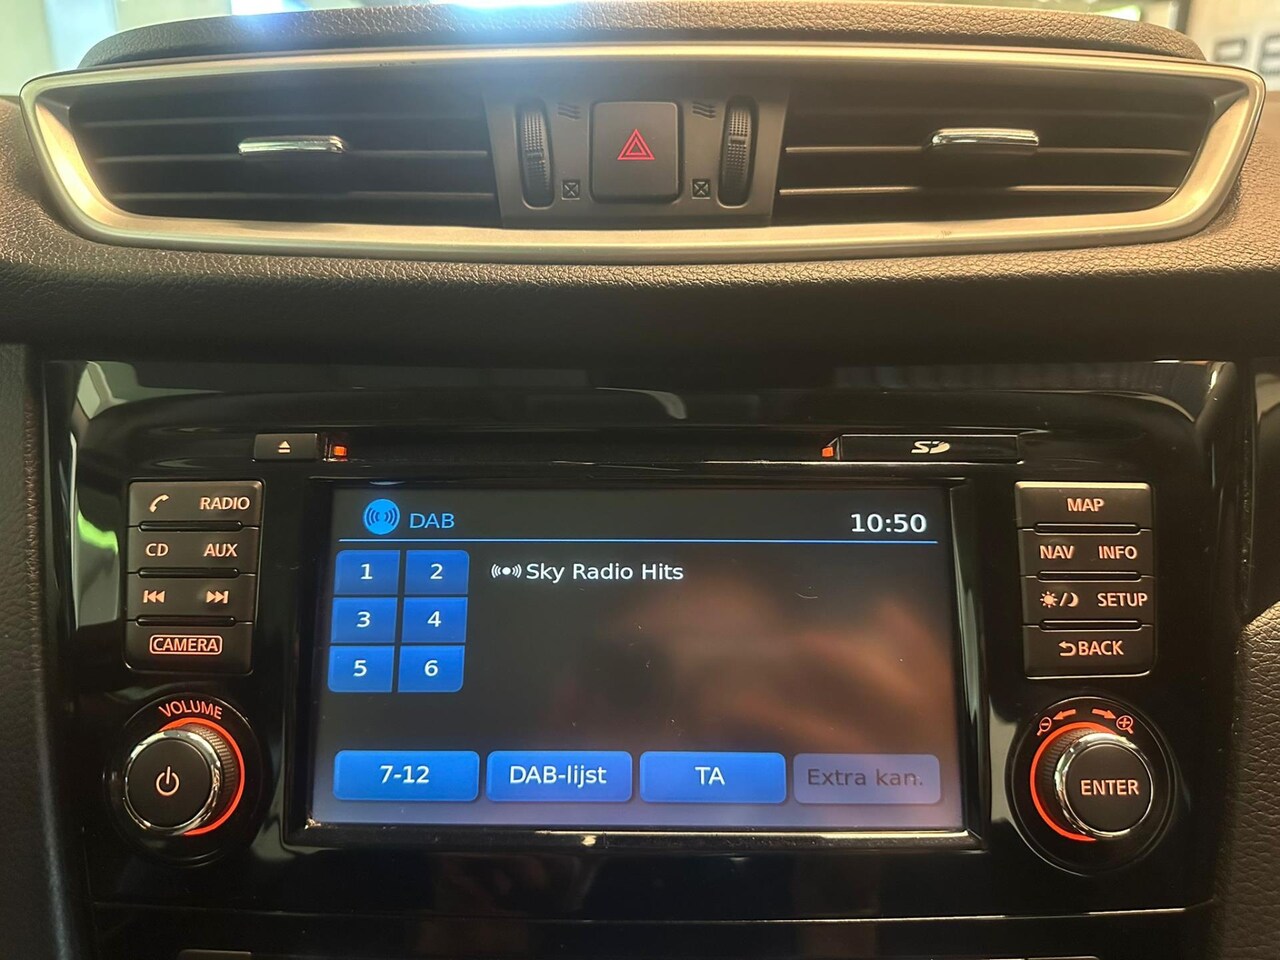 SD
RADIO
CD AUX
CAMERA
VOLUME
DAB
10:50
1 2
3 4
5 6
Sky Radio Hits
7-12 DAB-lijst TA Extra kan.
MAP
NAV INFO
SETUP
BACK
ENTER